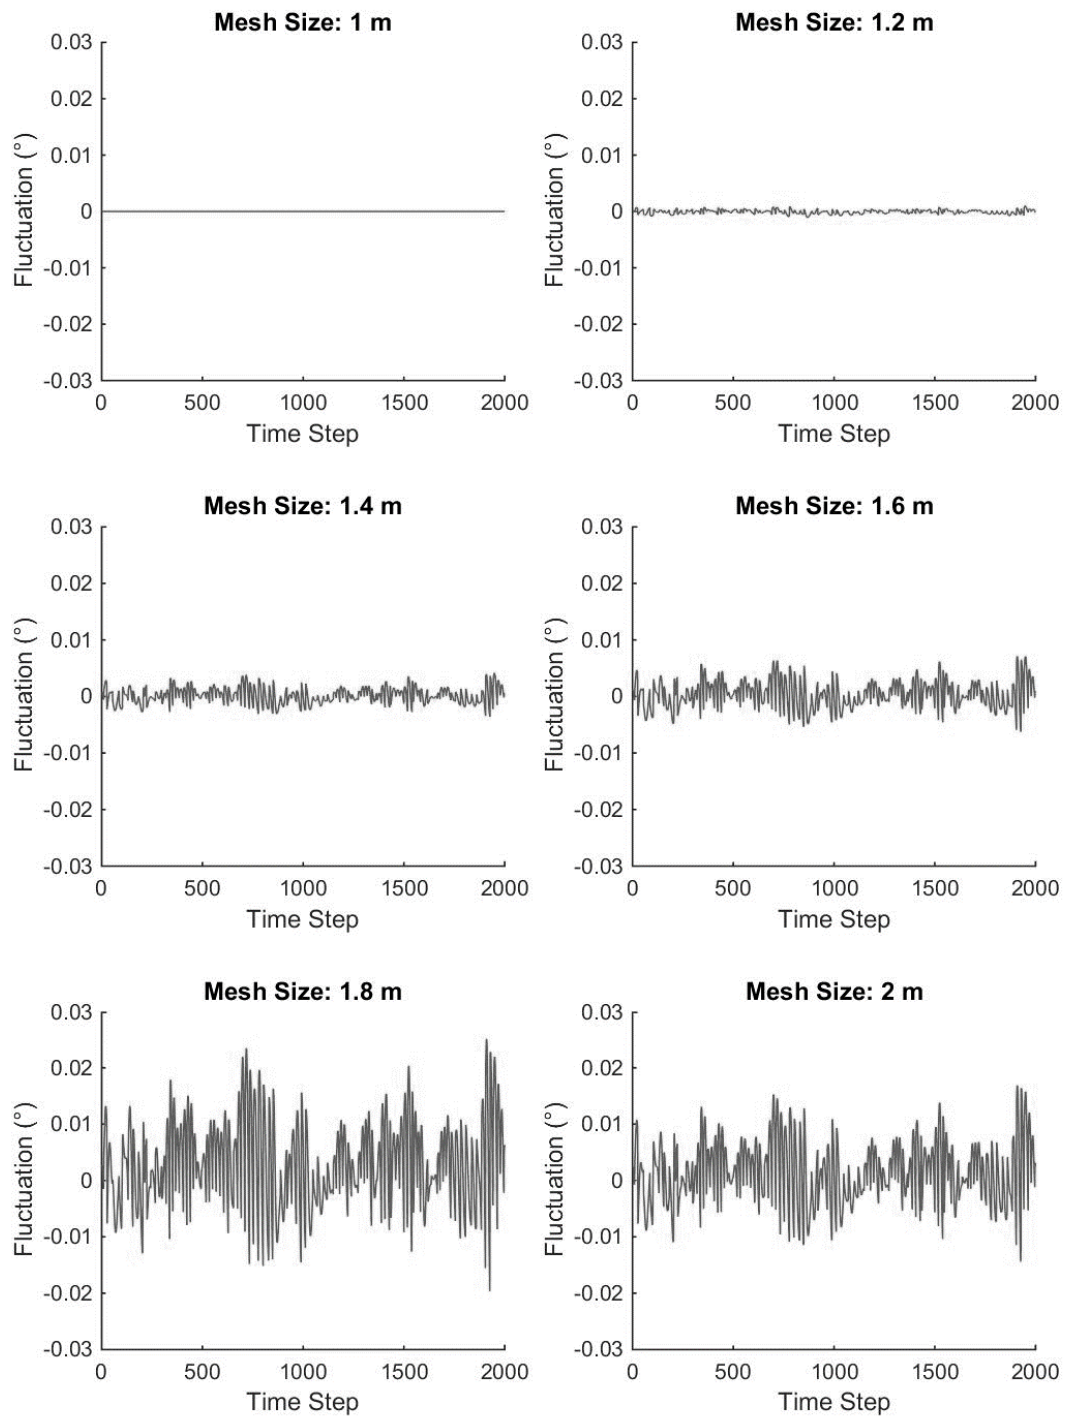 Mesh Size: 1 m
0.03
0.02
0.01
0
-0.01
-0.02
-0.03
Fluctuation (°)
0 500 1000 1500 2000
Time Step
Mesh Size: 1.2 m
0.03
0.02
0.01
0
-0.01
-0.02
-0.03
Fluctuation (°)
0 500 1000 1500 2000
Time Step
Mesh Size: 1.4 m
0.03
0.02
0.01
0
-0.01
-0.02
-0.03
Fluctuation (°)
0 500 1000 1500 2000
Time Step
Mesh Size: 1.6 m
0.03
0.02
0.01
0
-0.01
-0.02
-0.03
Fluctuation (°)
0 500 1000 1500 2000
Time Step
Mesh Size: 1.8 m
0.03
0.02
0.01
0
-0.01
-0.02
-0.03
Fluctuation (°)
0 500 1000 1500 2000
Time Step
Mesh Size: 2 m
0.03
0.02
0.01
0
-0.01
-0.02
-0.03
Fluctuation (°)
0 500 1000 1500 2000
Time Step